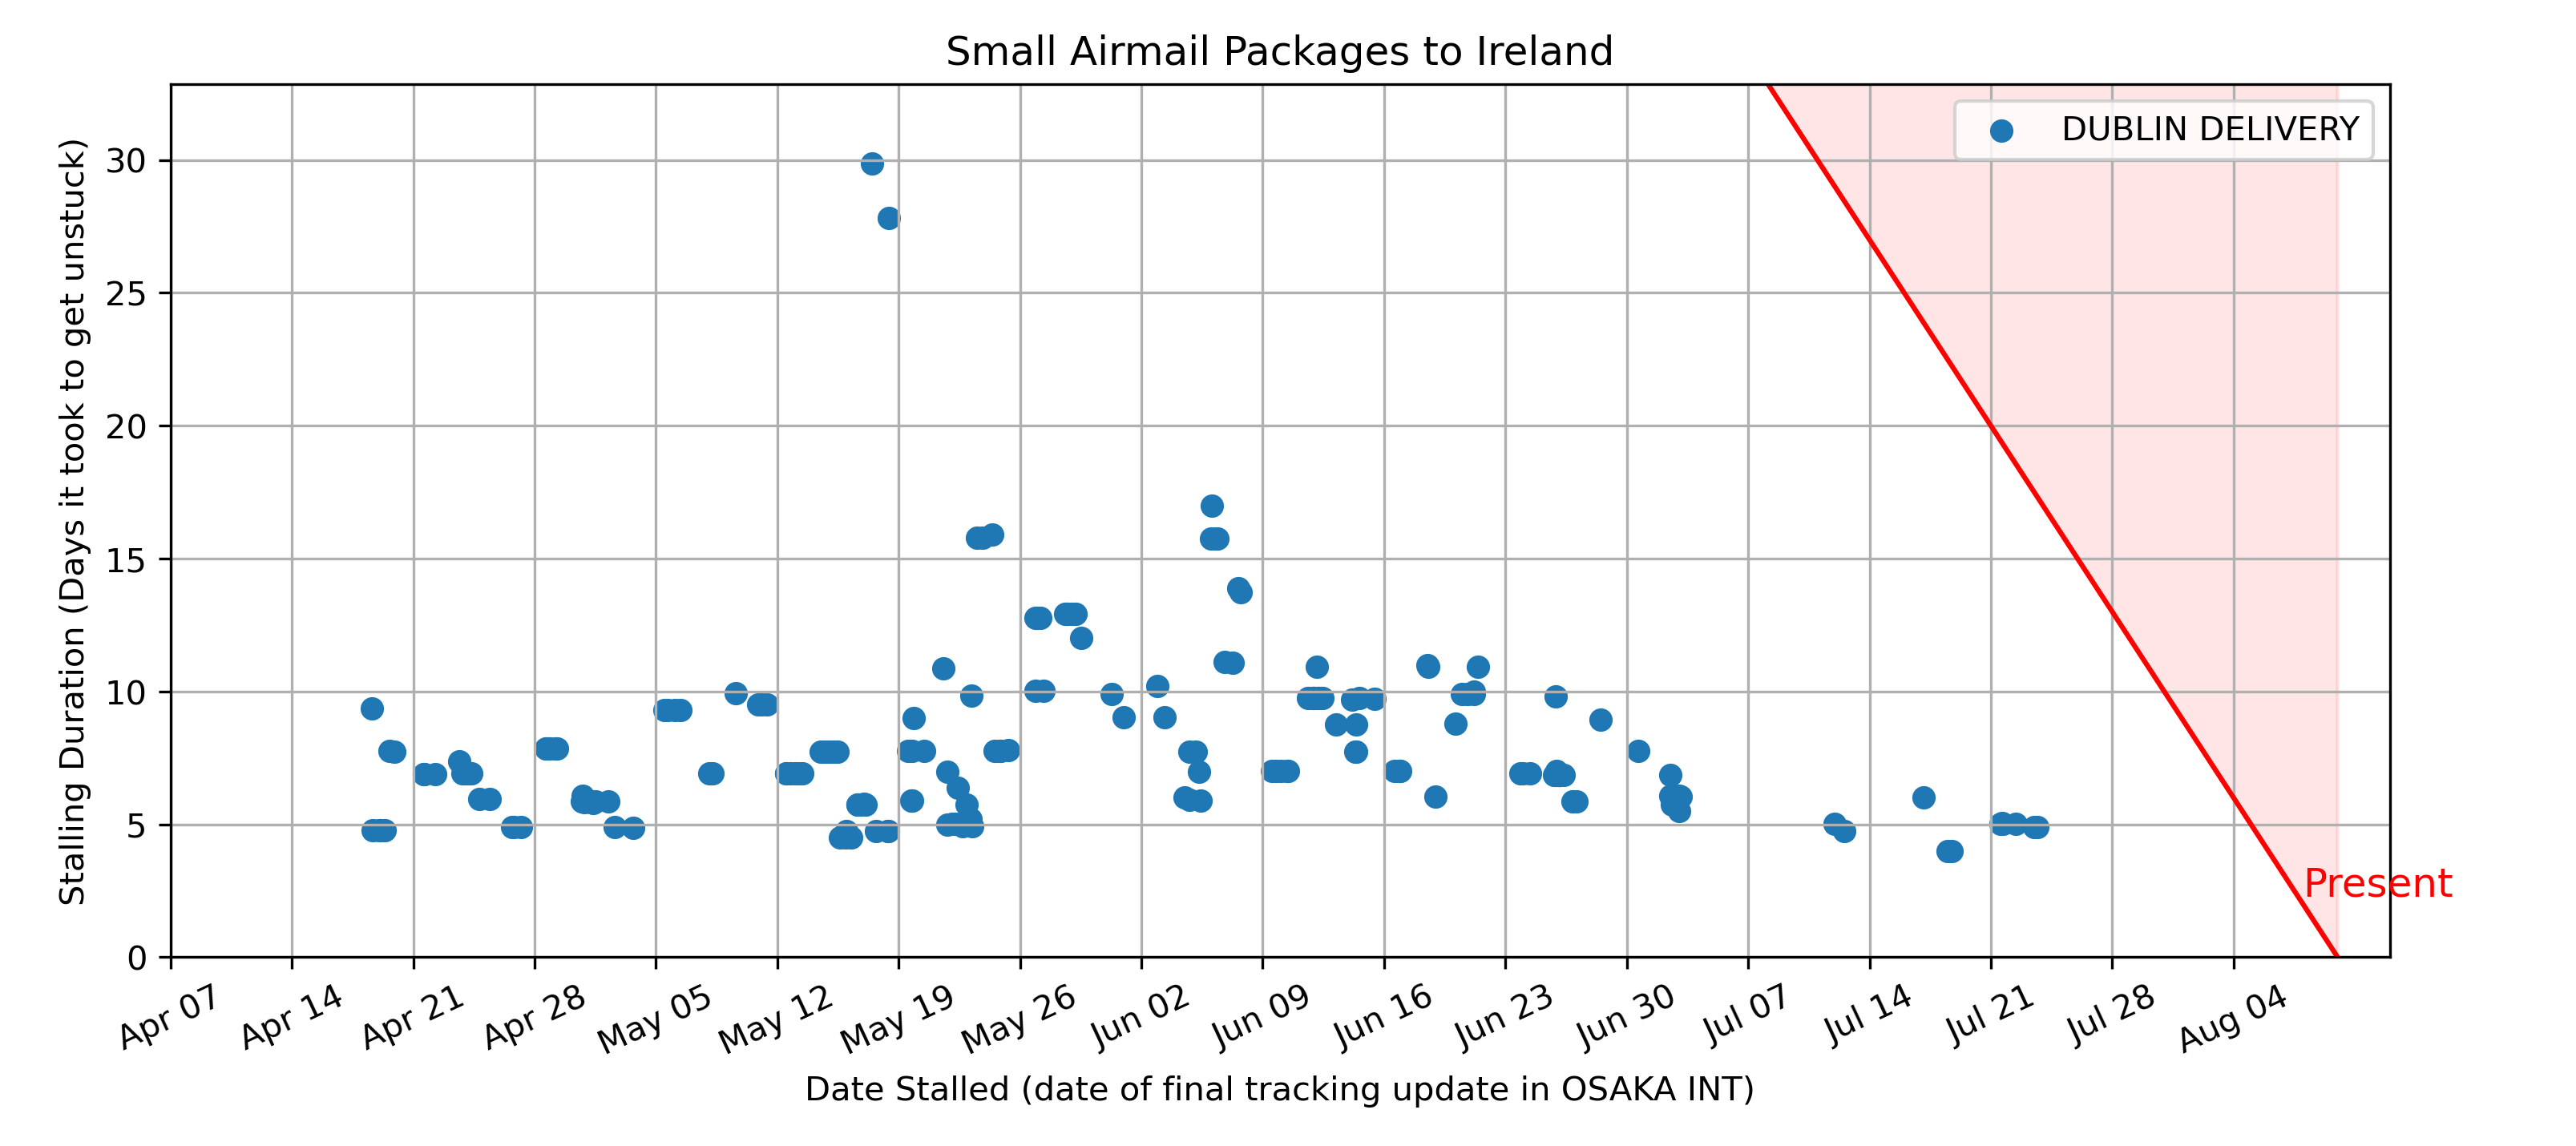 Small Airmail Packages to Ireland
DUBLIN DELIVERY
Stalling Duration (Days it took to get unstuck)
30
25
20
15
10
5
0
Present
Apr 07
Apr 14
Apr 21
Apr 28
May 05
May 12
May 19
May 26
Jun 02
Jun 09
Jun 16
Jun 23
Jun 30
Jul 07
Jul 14
Jul 21
Jul 28
Aug 04
Date Stalled (date of final tracking update in OSAKA INT)